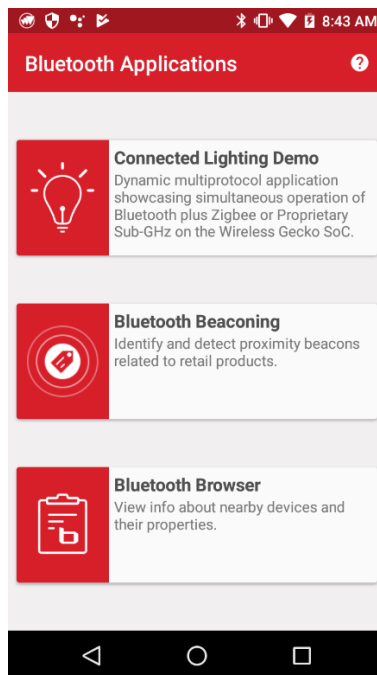 8:43 AM
Bluetooth Applications
?
Connected Lighting Demo
Dynamic multiprotocol application
showcasing simultaneous operation of
Bluetooth plus Zigbee or Proprietary
Sub-GHz on the Wireless Gecko SoC.
Bluetooth Beaconing
Identify and detect proximity beacons
related to retail products.
Bluetooth Browser
View info about nearby devices and
their properties.